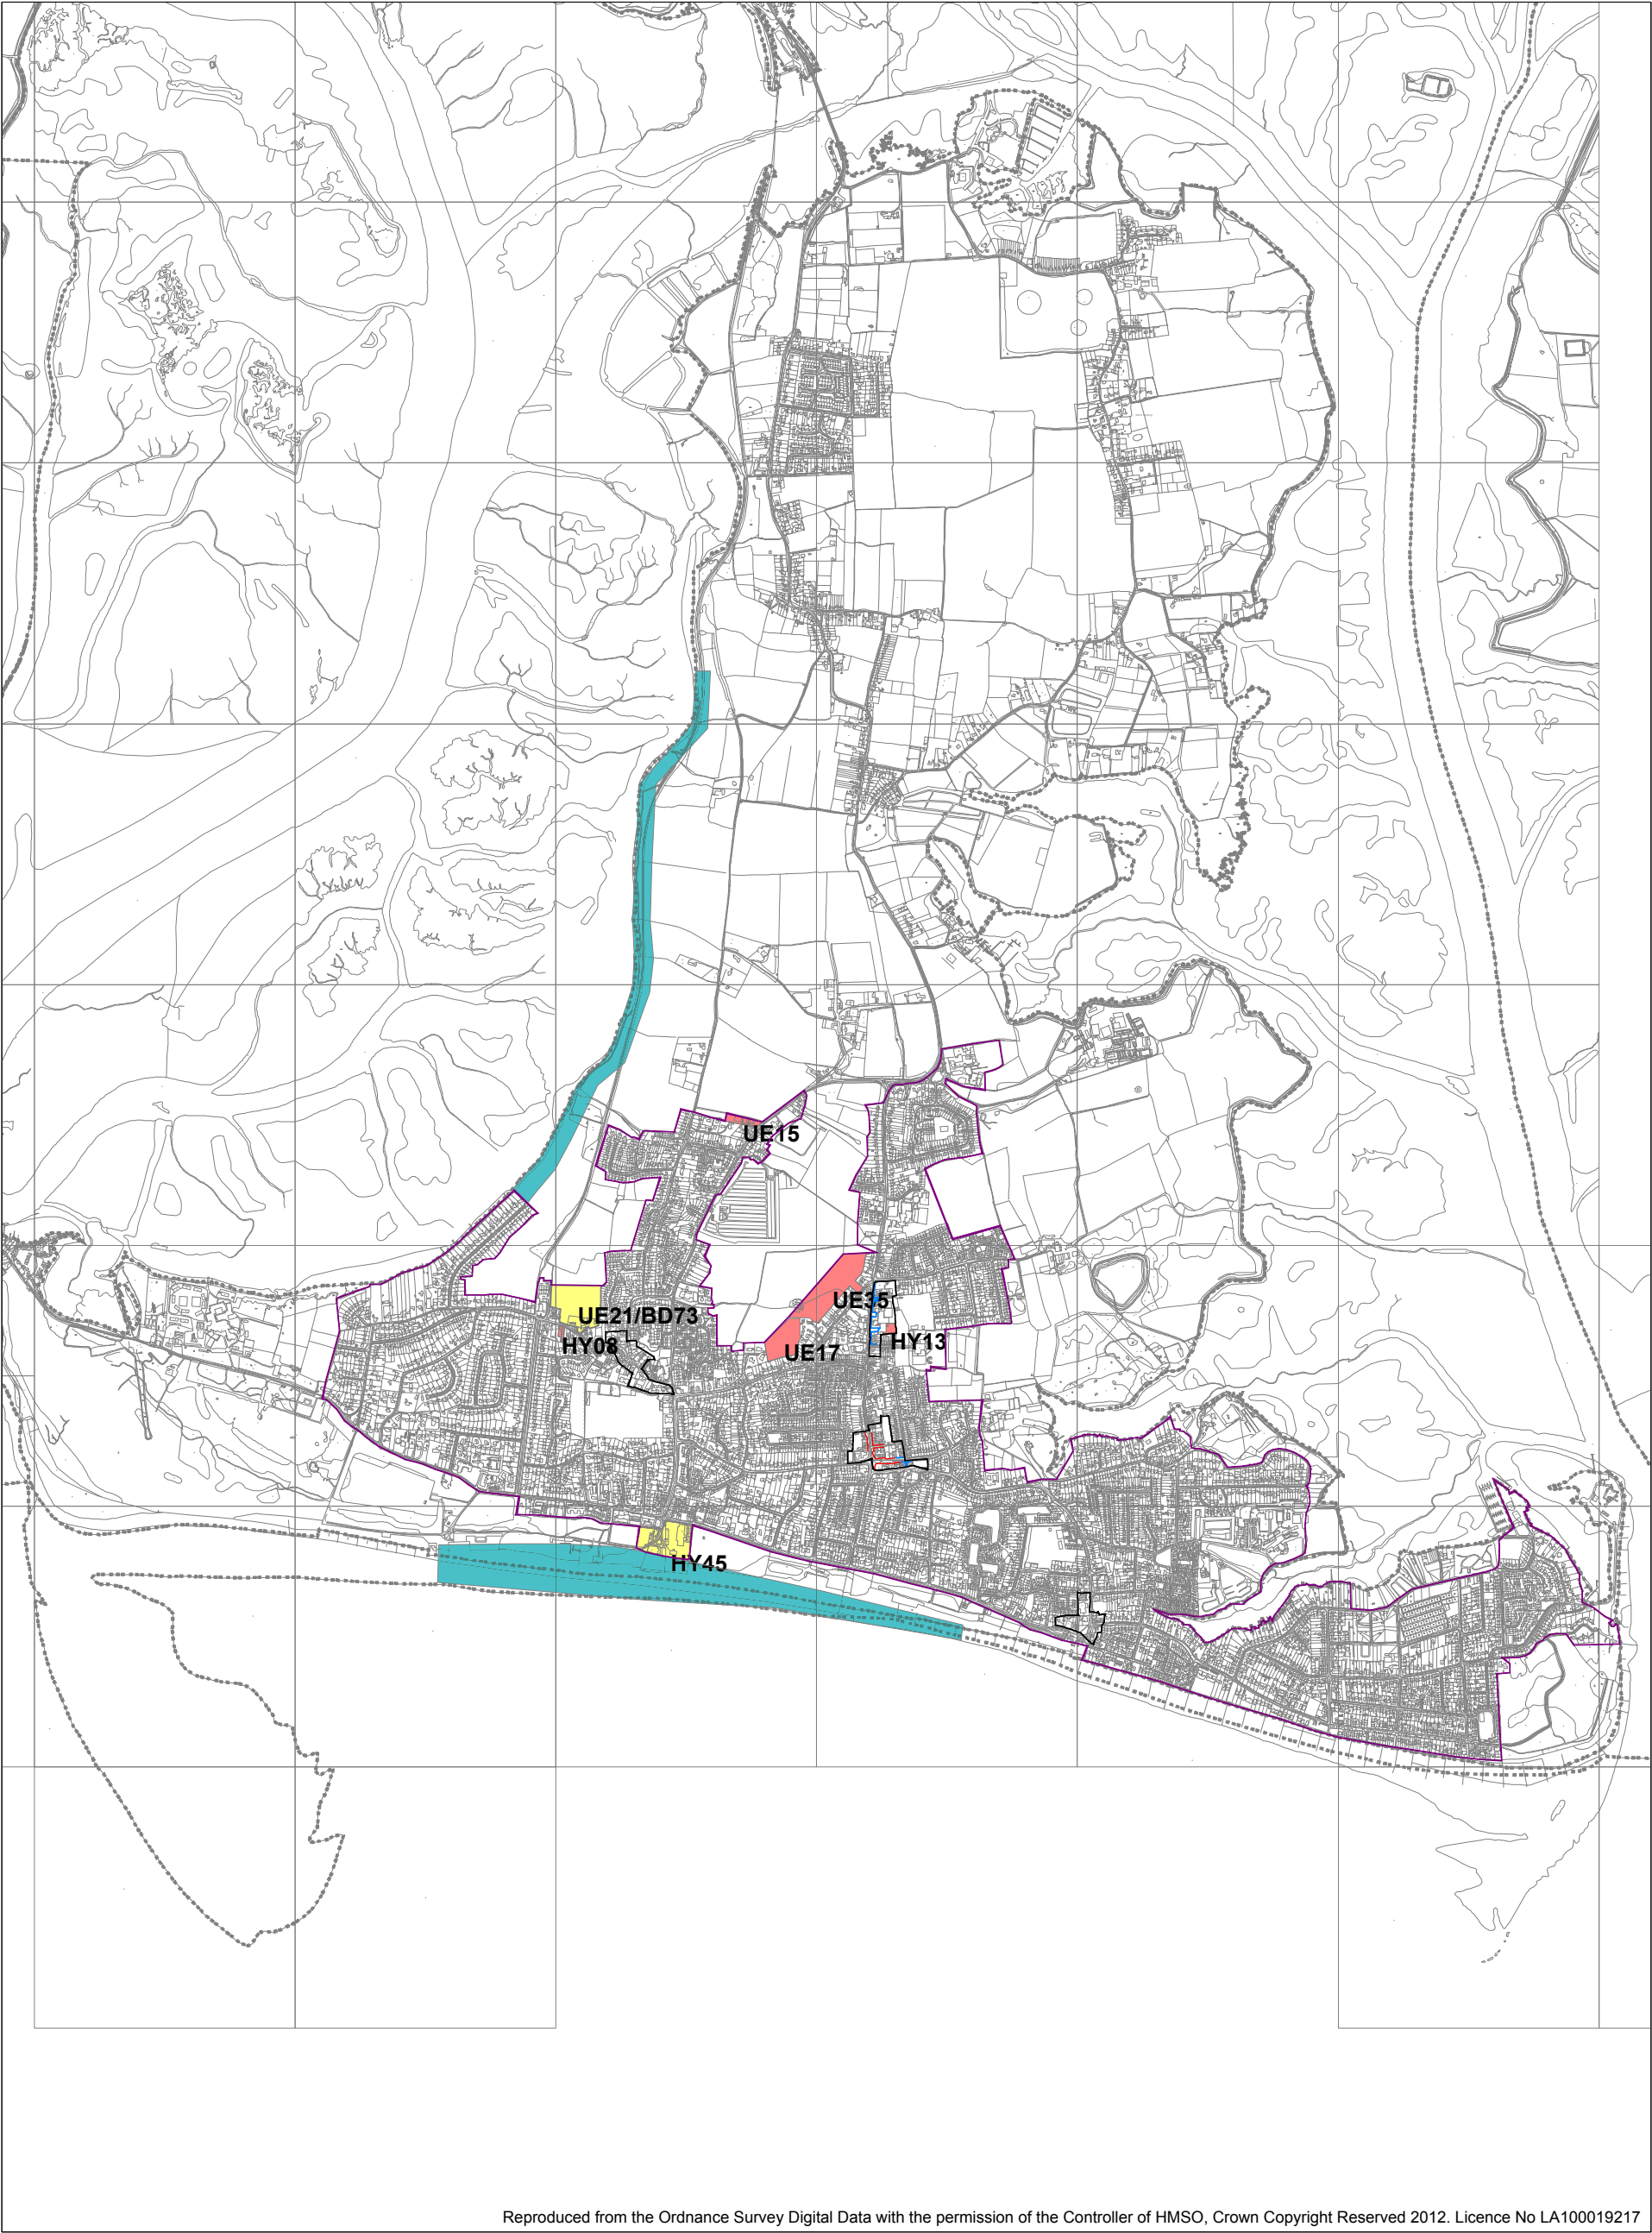 UE15
UE35
UE21/BD73
HY13
HY08
UE17
HY45
Reproduced from the Ordnance Survey Digital Data with the permission of the Controller of HMSO, Crown Copyright Reserved 2012. Licence No LA100019217